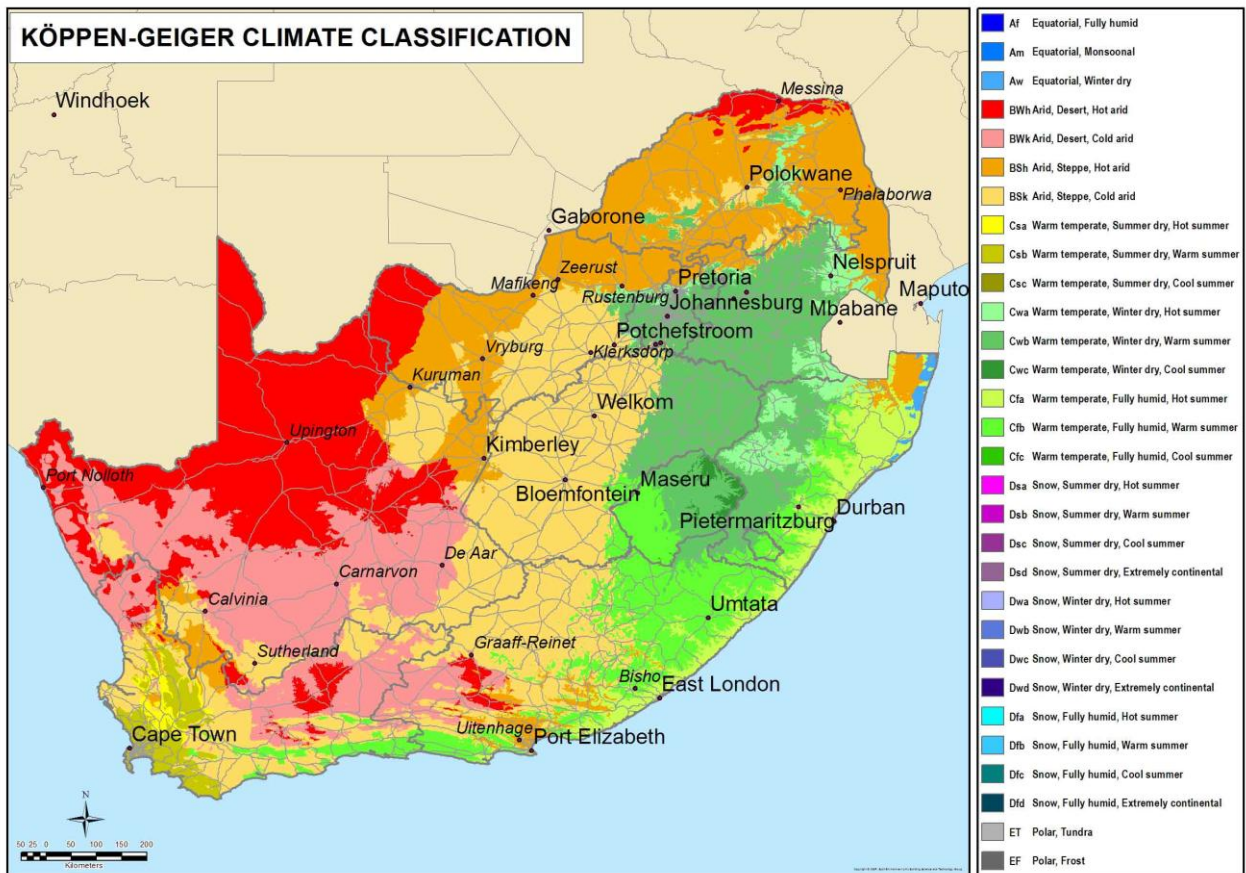 KÖPPEN-GEIGER CLIMATE CLASSIFICATION
Windhoek
Messina
Polokwane
Phalaborwa
Gaborone
Zeerust
Nelspruit
Mafikeng
Pretoria
Rustenburg
Maputo
Johannesburg
Mbabane
Potchefstroom
Vryburg
Klerksdorp
Kuruman
Welkom
Upington
Kimberley
Port Nolloth
Maseru
Bloemfontein
Durban
Pietermaritzburg
De Aar
Carnarvon
Calvinia
Umtata
Sutherland
Graaff-Reinet
Bisho
East London
Uitenhage
Cape Town
Port Elizabeth
N
50 25 0 50 100 150 200
Kilometers
Af Equatorial, Fully humid
Am Equatorial, Monsoonal
Aw Equatorial, Winter dry
BWh Arid, Desert, Hot arid
BWk Arid, Desert, Cold arid
BSh Arid, Steppe, Hot arid
BSk Arid, Steppe, Cold arid
Csa Warm temperate, Summer dry, Hot summer
Csb Warm temperate, Summer dry, Warm summer
Csc Warm temperate, Summer dry, Cool summer
Cwa Warm temperate, Winter dry, Hot summer
Cwb Warm temperate, Winter dry, Warm summer
Cwc Warm temperate, Winter dry, Cool summer
Cfa Warm temperate, Fully humid, Hot summer
Cfb Warm temperate, Fully humid, Warm summer
Cfc Warm temperate, Fully humid, Cool summer
Dsa Snow, Summer dry, Hot summer
Dsb Snow, Summer dry, Warm summer
Dsc Snow, Summer dry, Cool summer
Dsd Snow, Summer dry, Extremely continental
Dwa Snow, Winter dry, Hot summer
Dwb Snow, Winter dry, Warm summer
Dwc Snow, Winter dry, Cool summer
Dwd Snow, Winter dry, Extremely continental
Dfa Snow, Fully humid, Hot summer
Dfb Snow, Fully humid, Warm summer
Dfc Snow, Fully humid, Cool summer
Dfd Snow, Fully humid, Extremely continental
ET Polar, Tundra
EF Polar, Frost